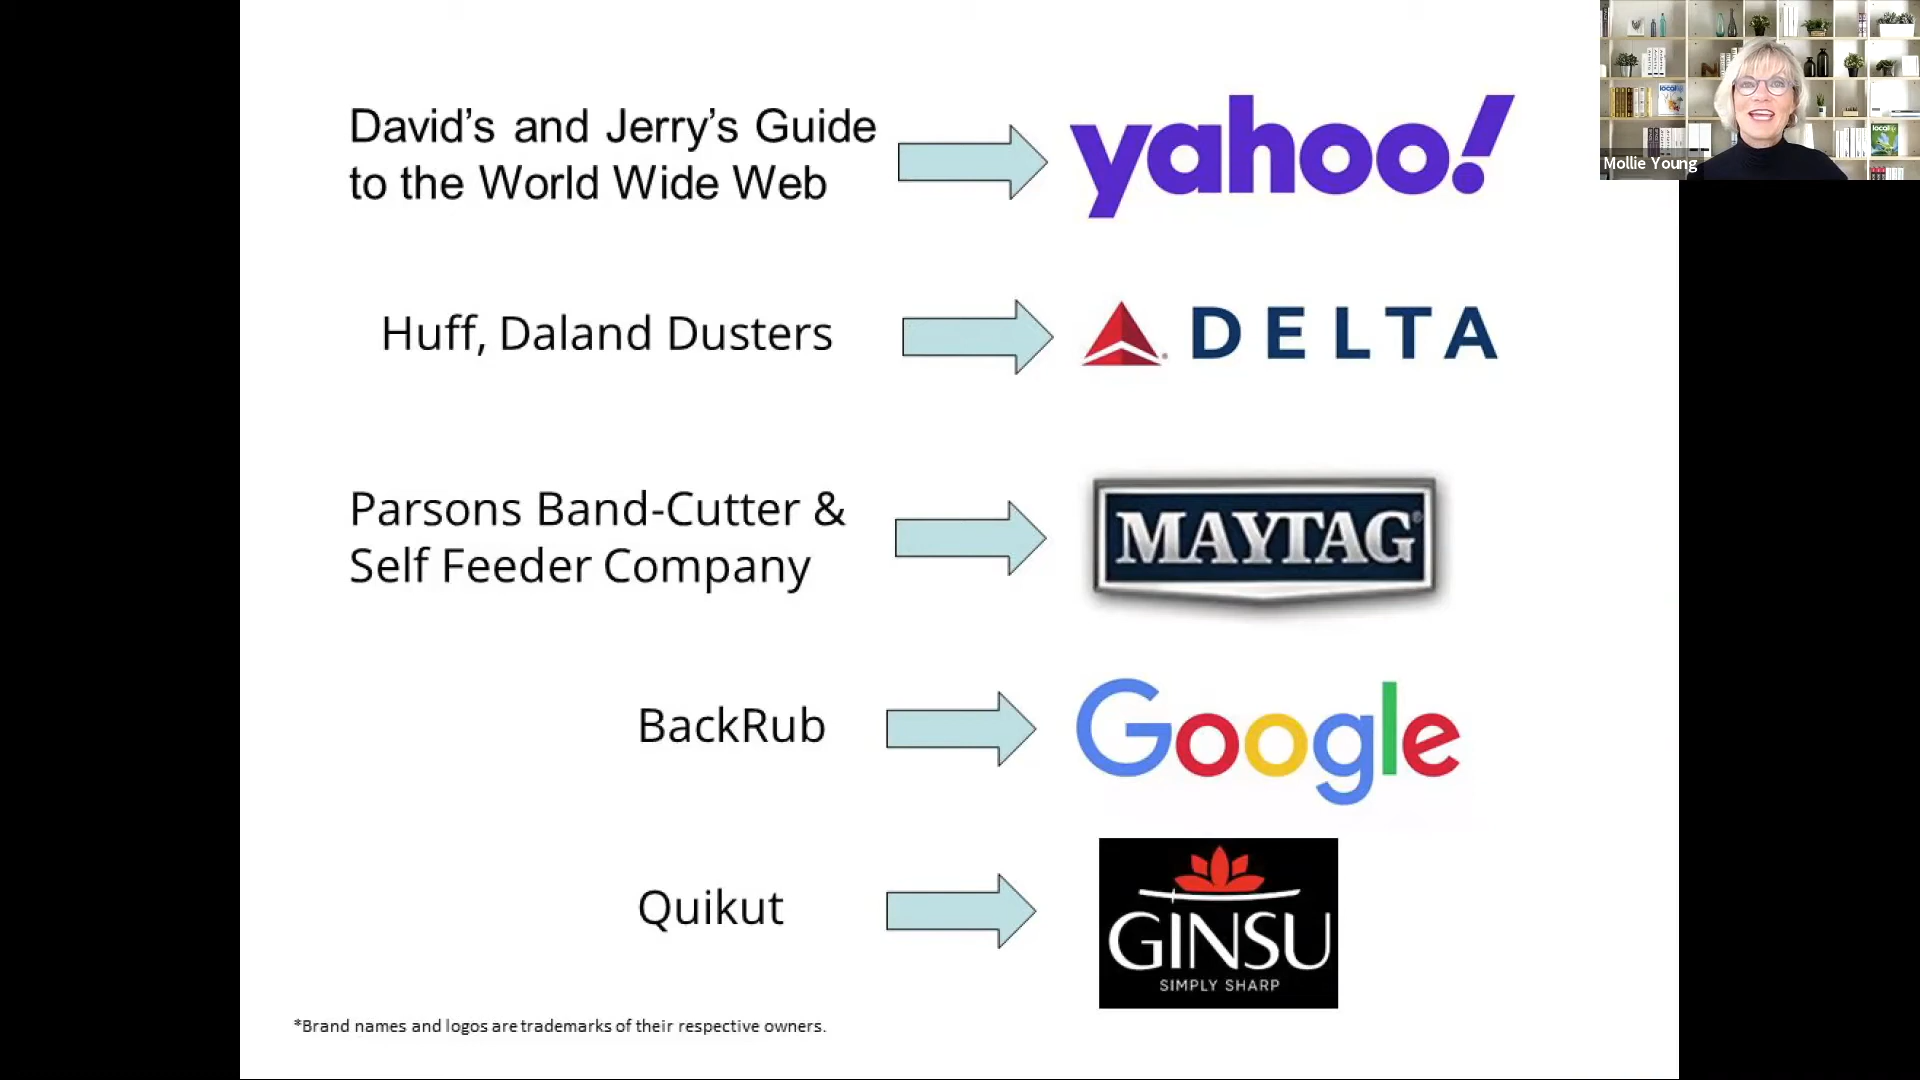 David's and Jerry's Guide
to the World Wide Web
yahoo!
Mollie Young
Huff, Daland Dusters
DELTA
Parsons Band-Cutter &
Self Feeder Company
MAYTAG®
BackRub
Google
Quikut
GINSU
SIMPLY SHARP
*Brand names and logos are trademarks of their respective owners.